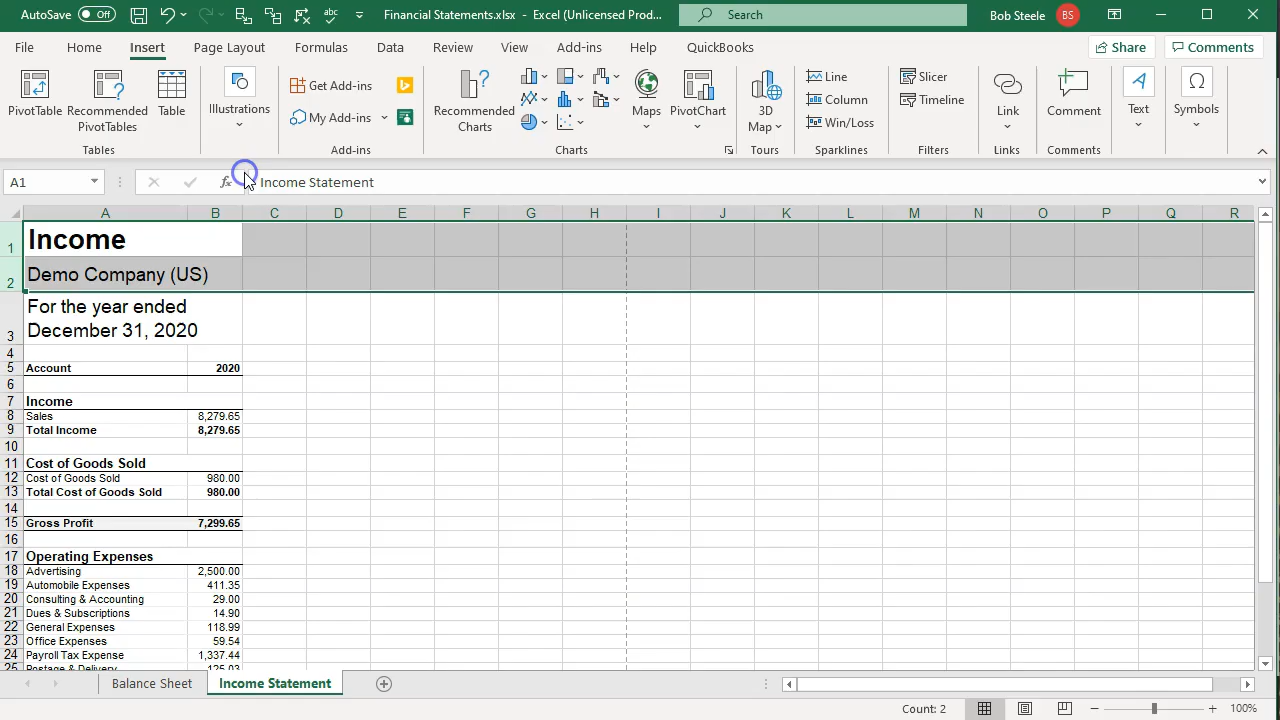 AutoSave Off Financial Statements.xlsx - Excel (Unlicensed Prod... Search Bob Steele BS
File Home Insert Page Layout Formulas Data Review View Add-ins Help QuickBooks Share Comments
PivotTable Recommended PivotTables Table Illustrations Get Add-ins My Add-ins Recommended Charts Maps PivotChart 3D Map Line Column Win/Loss Slicer Timeline Link Comment Text Symbols
Tables Add-ins Charts Tours Sparklines Filters Links Comments
A1 fx Income Statement
A B C D E F G H I J K L M N O P Q R
1 Income
2 Demo Company (US)
For the year ended
3 December 31, 2020
4
5 Account 2020
6
7 Income
8 Sales 8,279.65
9 Total Income 8,279.65
10
11 Cost of Goods Sold
12 Cost of Goods Sold 980.00
13 Total Cost of Goods Sold 980.00
14
15 Gross Profit 7,299.65
16
17 Operating Expenses
18 Advertising 2,500.00
19 Automobile Expenses 411.35
20 Consulting & Accounting 29.00
21 Dues & Subscriptions 14.90
22 General Expenses 118.99
23 Office Expenses 59.54
24 Payroll Tax Expense 1,337.44
25 Postage & Delivery 125.03
Balance Sheet Income Statement
Count: 2 100%